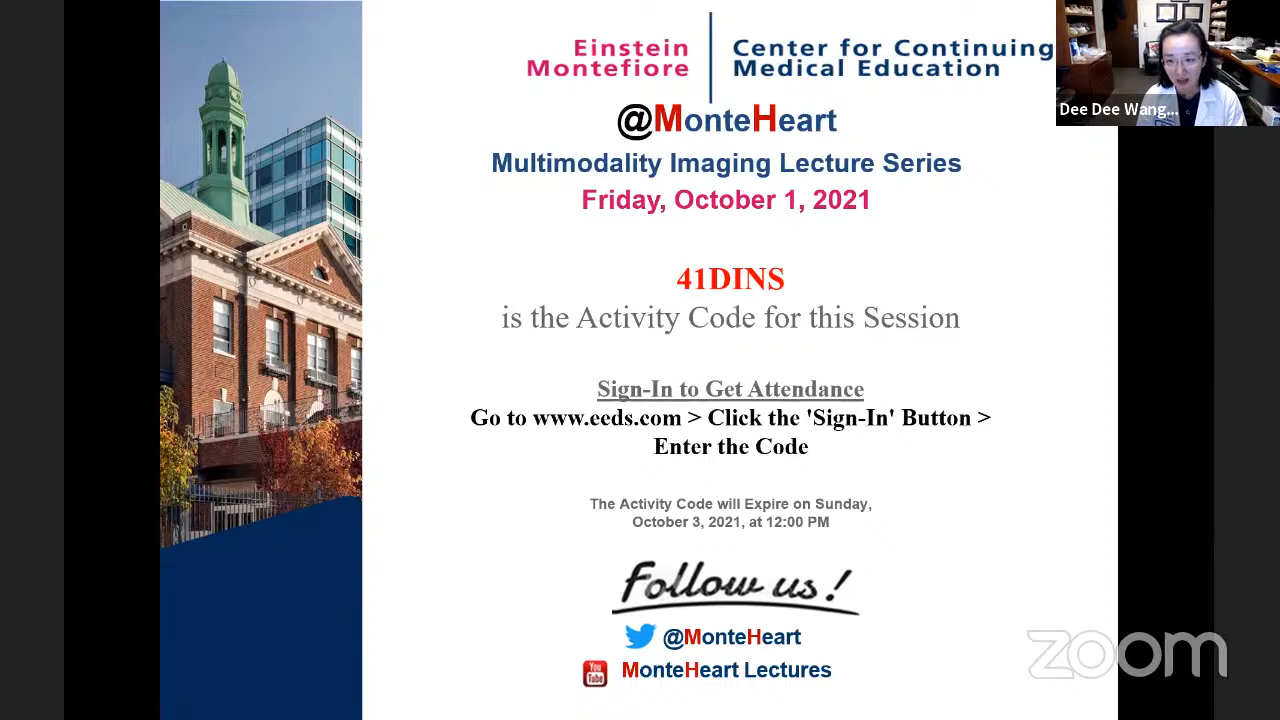 Einstein
Montefiore
Center for Continuing
Medical Education
@MonteHeart
Multimodality Imaging Lecture Series
Friday, October 1, 2021
41DINS
is the Activity Code for this Session
Sign-In to Get Attendance
Go to www.eeds.com > Click the 'Sign-In' Button >
Enter the Code
The Activity Code will Expire on Sunday,
October 3, 2021, at 12:00 PM
Follow us!
@MonteHeart
You
Tube
MonteHeart Lectures
Dee Dee Wang...
zoom